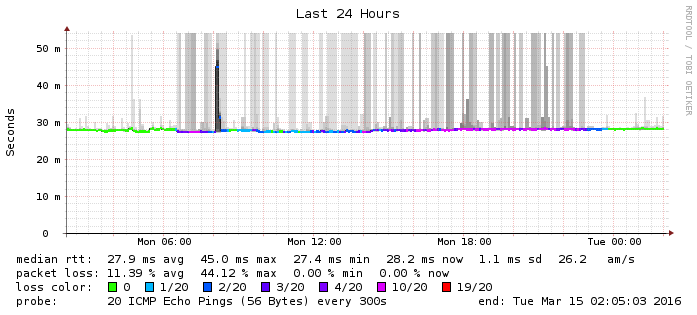 Last 24 Hours
RRDTOOL / TOBI OETIKER
Seconds
50 m
40 m
30 m
20 m
10 m
0
Mon 06:00 Mon 12:00 Mon 18:00 Tue 00:00
median rtt: 27.9 ms avg 45.0 ms max 27.4 ms min 28.2 ms now 1.1 ms sd 26.2 am/s
packet loss: 11.39 % avg 44.12 % max 0.00 % min 0.00 % now
loss color: 0 1/20 2/20 3/20 4/20 10/20 19/20
probe: 20 ICMP Echo Pings (56 Bytes) every 300s end: Tue Mar 15 02:05:03 2016